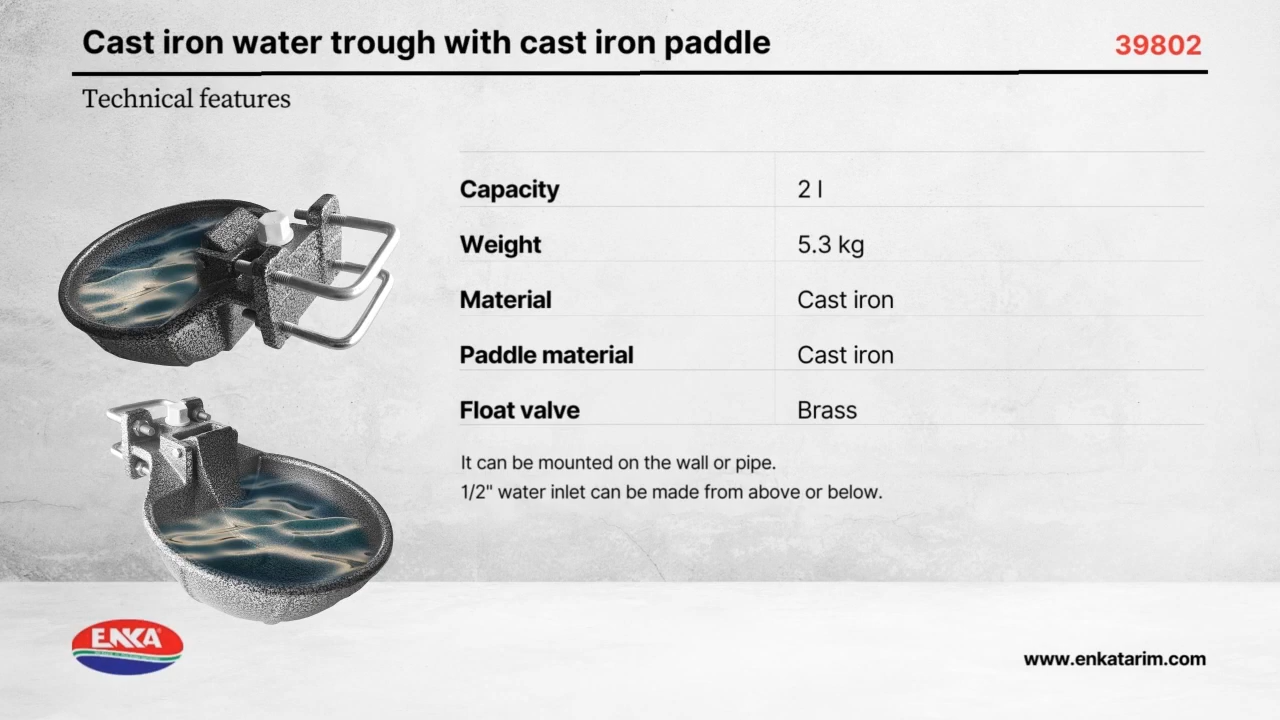 Cast iron water trough with cast iron paddle
39802
Technical features
Capacity 2 l
Weight 5.3 kg
Material Cast iron
Paddle material Cast iron
Float valve Brass
It can be mounted on the wall or pipe.
1/2" water inlet can be made from above or below.
ENKA
www.enkatarim.com